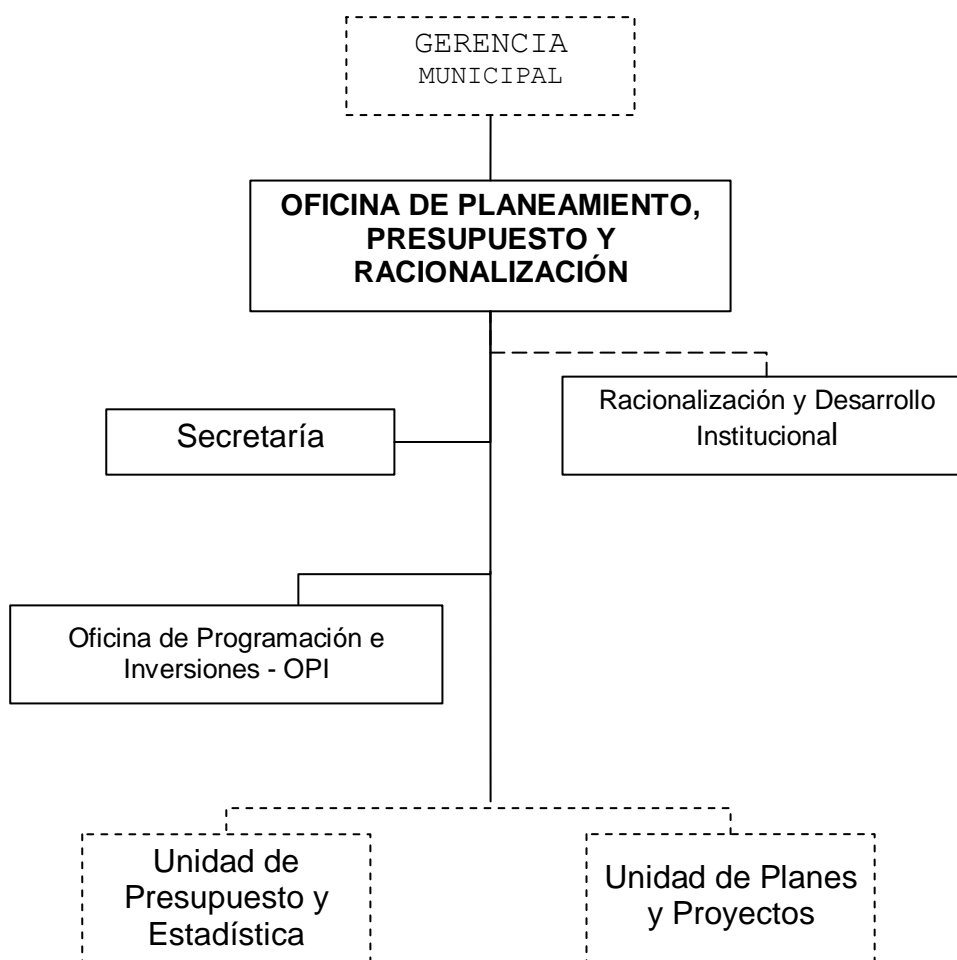 GERENCIA
MUNICIPAL
OFICINA DE PLANEAMIENTO,
PRESUPUESTO Y
RACIONALIZACIÓN
Racionalización y Desarrollo
Institucional
Secretaría
Oficina de Programación e
Inversiones - OPI
Unidad de
Presupuesto y
Estadística
Unidad de Planes
y Proyectos